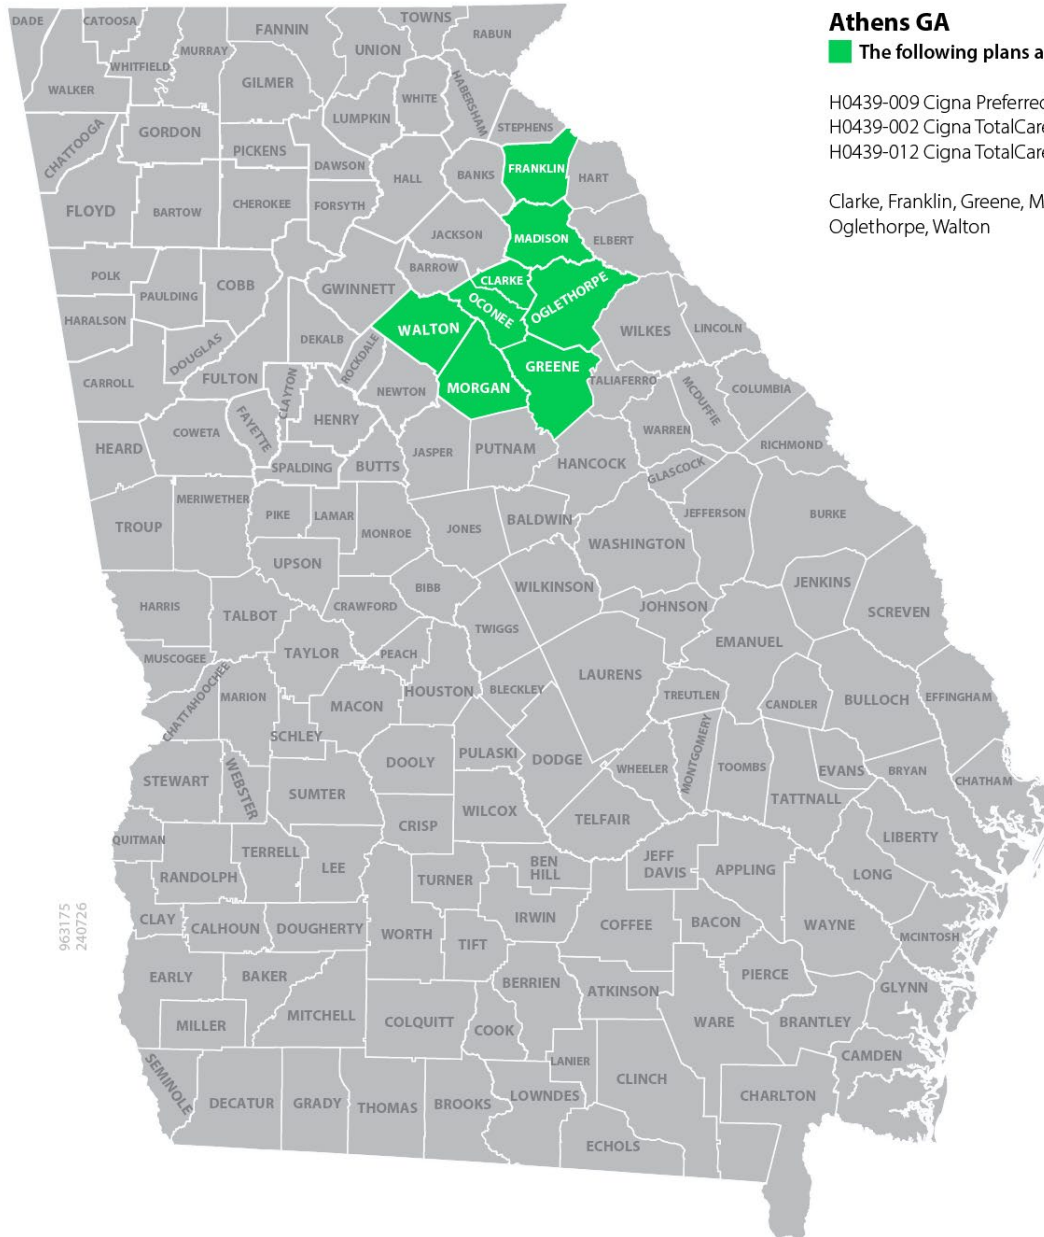 Athens GA
The following plans a
H0439-009 Cigna Preferred
H0439-002 Cigna TotalCare
H0439-012 Cigna TotalCare
Clarke, Franklin, Greene, M
Oglethorpe, Walton
DADE
CATOOSA
FANNIN
TOWNS
RABUN
UNION
MURRAY
WHITFIELD
WALKER
GILMER
WHITE
HABERSHAM
LUMPKIN
STEPHENS
CHATTOOGA
GORDON
PICKENS
DAWSON
HALL
BANKS
FRANKLIN
HART
FLOYD
BARTOW
CHEROKEE
FORSYTH
JACKSON
MADISON
ELBERT
POLK
PAULDING
COBB
GWINNETT
BARROW
CLARKE
OCONEE
OGLETHORPE
HARALSON
DOUGLAS
DEKALB
ROCKDALE
WALTON
WILKES
LINCOLN
CARROLL
FULTON
CLAYTON
NEWTON
MORGAN
GREENE
TALIAFERRO
MCDUFFIE
COLUMBIA
HEARD
COWETA
FAYETTE
HENRY
SPALDING
BUTTS
JASPER
PUTNAM
HANCOCK
WARREN
GLASCOCK
RICHMOND
TROUP
MERIWETHER
PIKE
LAMAR
MONROE
JONES
BALDWIN
WASHINGTON
JEFFERSON
BURKE
UPSON
BIBB
WILKINSON
JENKINS
HARRIS
TALBOT
CRAWFORD
TWIGGS
JOHNSON
EMANUEL
SCREVEN
MUSCOGEE
CHATTAHOOCHEE
MARION
TAYLOR
PEACH
HOUSTON
BLECKLEY
LAURENS
TREUTLEN
CANDLER
BULLOCH
EFFINGHAM
MACON
SCHLEY
DOOLY
PULASKI
DODGE
WHEELER
MONTGOMERY
TOOMBS
EVANS
BRYAN
CHATHAM
STEWART
WEBSTER
SUMTER
CRISP
WILCOX
TELFAIR
TATTNALL
LIBERTY
QUITMAN
RANDOLPH
TERRELL
LEE
TURNER
BEN
HILL
JEFF
DAVIS
APPLING
LONG
CLAY
CALHOUN
DOUGHERTY
WORTH
TIFT
IRWIN
COFFEE
BACON
WAYNE
MCINTOSH
EARLY
BAKER
MITCHELL
BERRIEN
ATKINSON
PIERCE
GLYNN
MILLER
COLQUITT
COOK
WARE
BRANTLEY
SEMINOLE
DECATUR
GRADY
THOMAS
BROOKS
LANIER
LOWNDES
CLINCH
CHARLTON
CAMDEN
ECHOLS
963175
240726